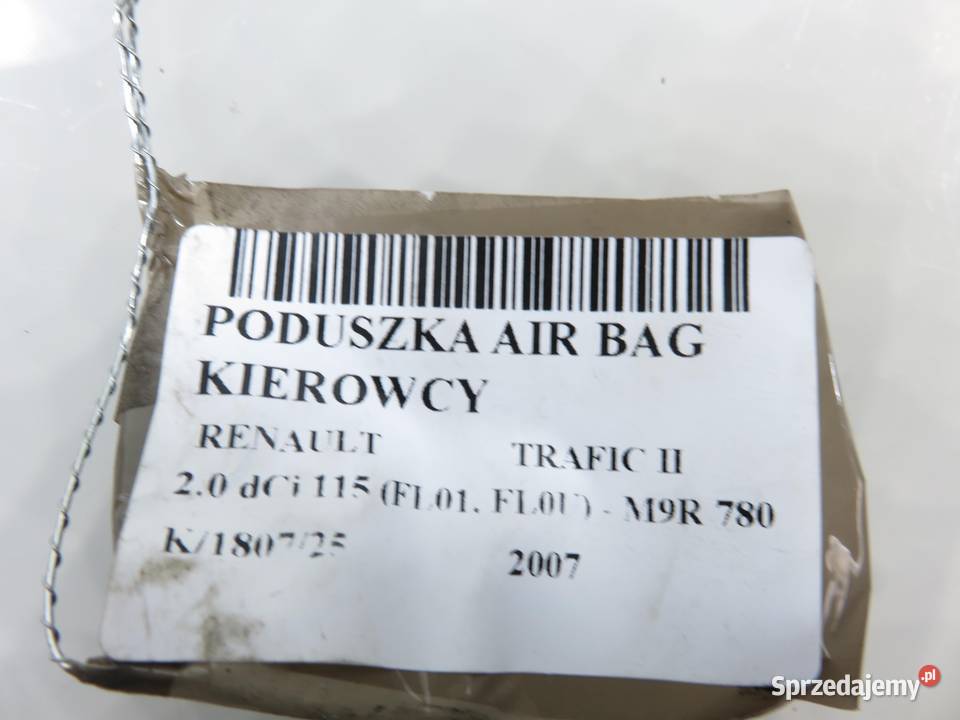 PODUSZKA AIR BAG
KIEROWCY
RENAULT TRAFIC II
2.0 dCi 115 (FL01, FL0U) - M9R 780
K/1807/25 2007
Sprzedajemy.pl